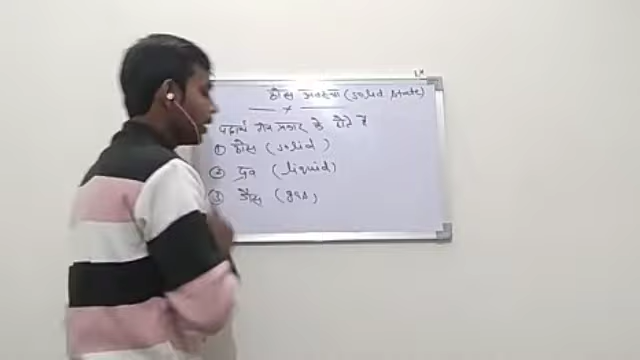 ठोस अवस्था (solid state)
पदार्थ तीन प्रकार के होते हैं
① ठोस (solid)
② द्रव (liquid)
③ गैस (gas)